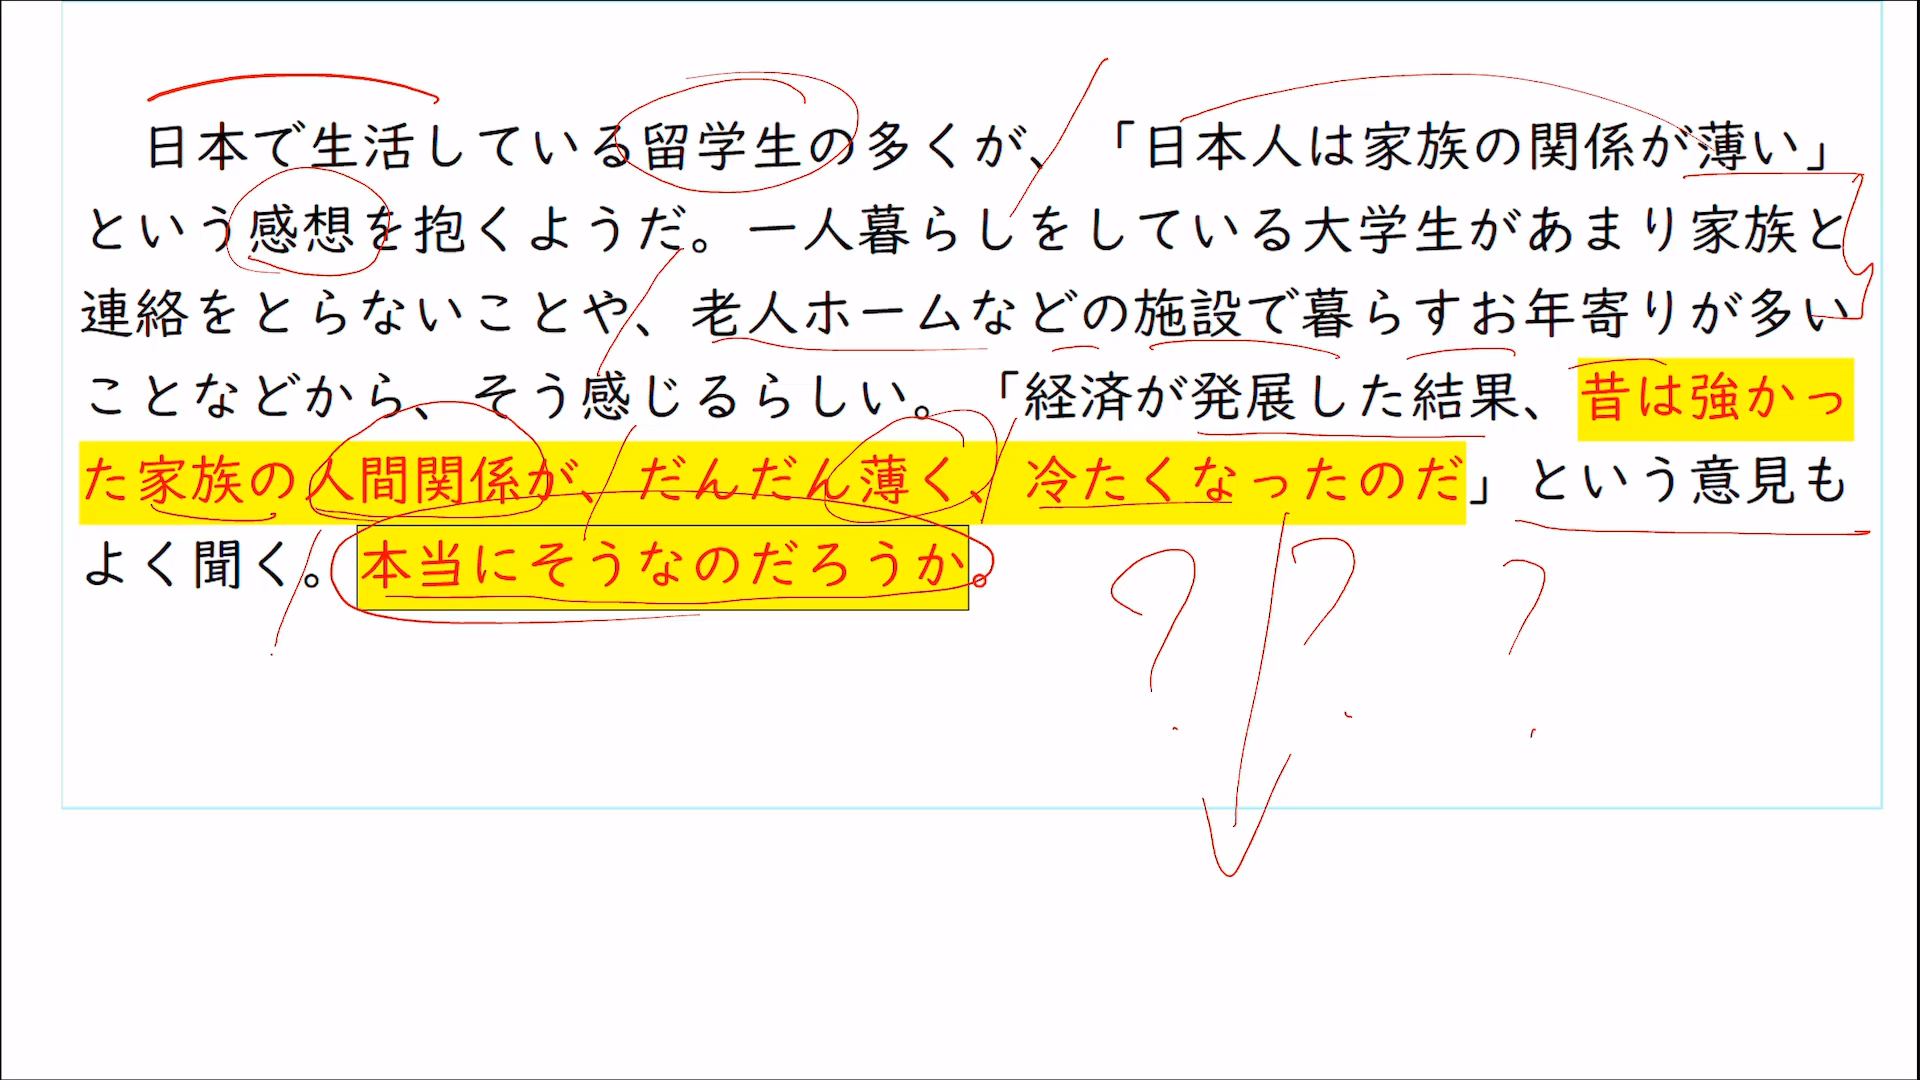 日本で生活している留学生の多くが、「日本人は家族の関係が薄い」
という感想を抱くようだ。一人暮らしをしている大学生があまり家族と
連絡をとらないことや、老人ホームなどの施設で暮らすお年寄りが多い
ことなどから、そう感じるらしい。「経済が発展した結果、昔は強かっ
た家族の人間関係が、だんだん薄く、冷たくなったのだ」という意見も
よく聞く。本当にそうなのだろうか。
???